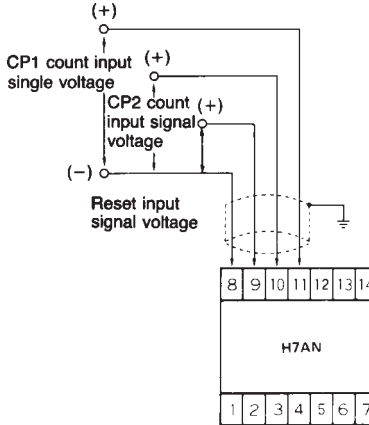 (+)
CP1 count input
single voltage
(+)
CP2 count
input signal
voltage
(+)
(−)
Reset input
signal voltage
8 9 10 11 12 13 14
H7AN
1 2 3 4 5 6 7